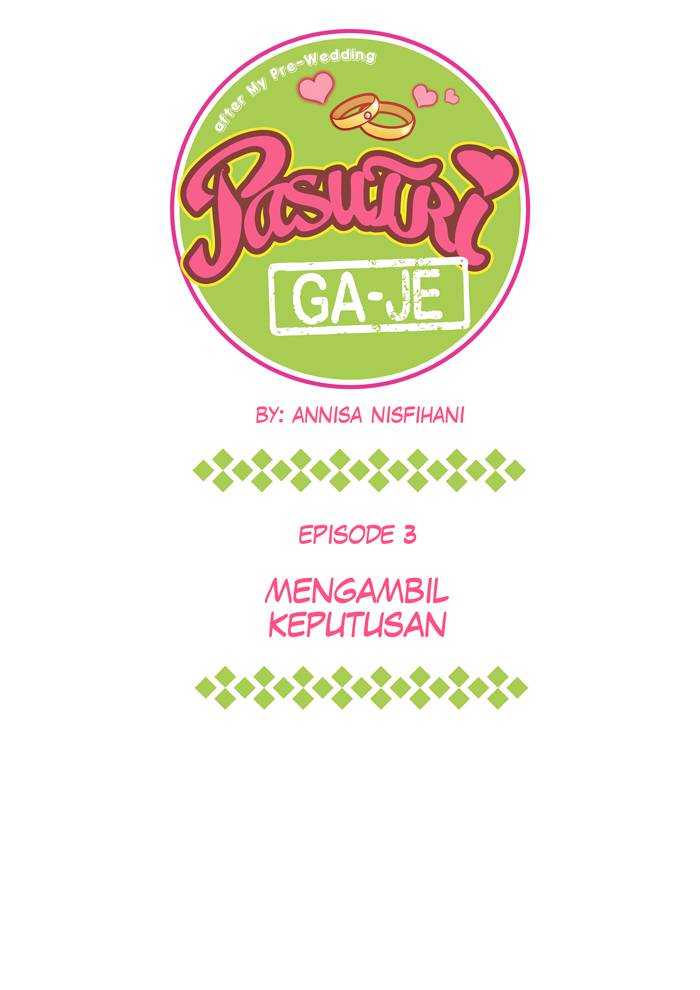 after My Pre-Wedding
PasuTRi
GA-JE
BY: ANNISA NISFIHANI
EPISODE 3
MENGAMBIL
KEPUTUSAN